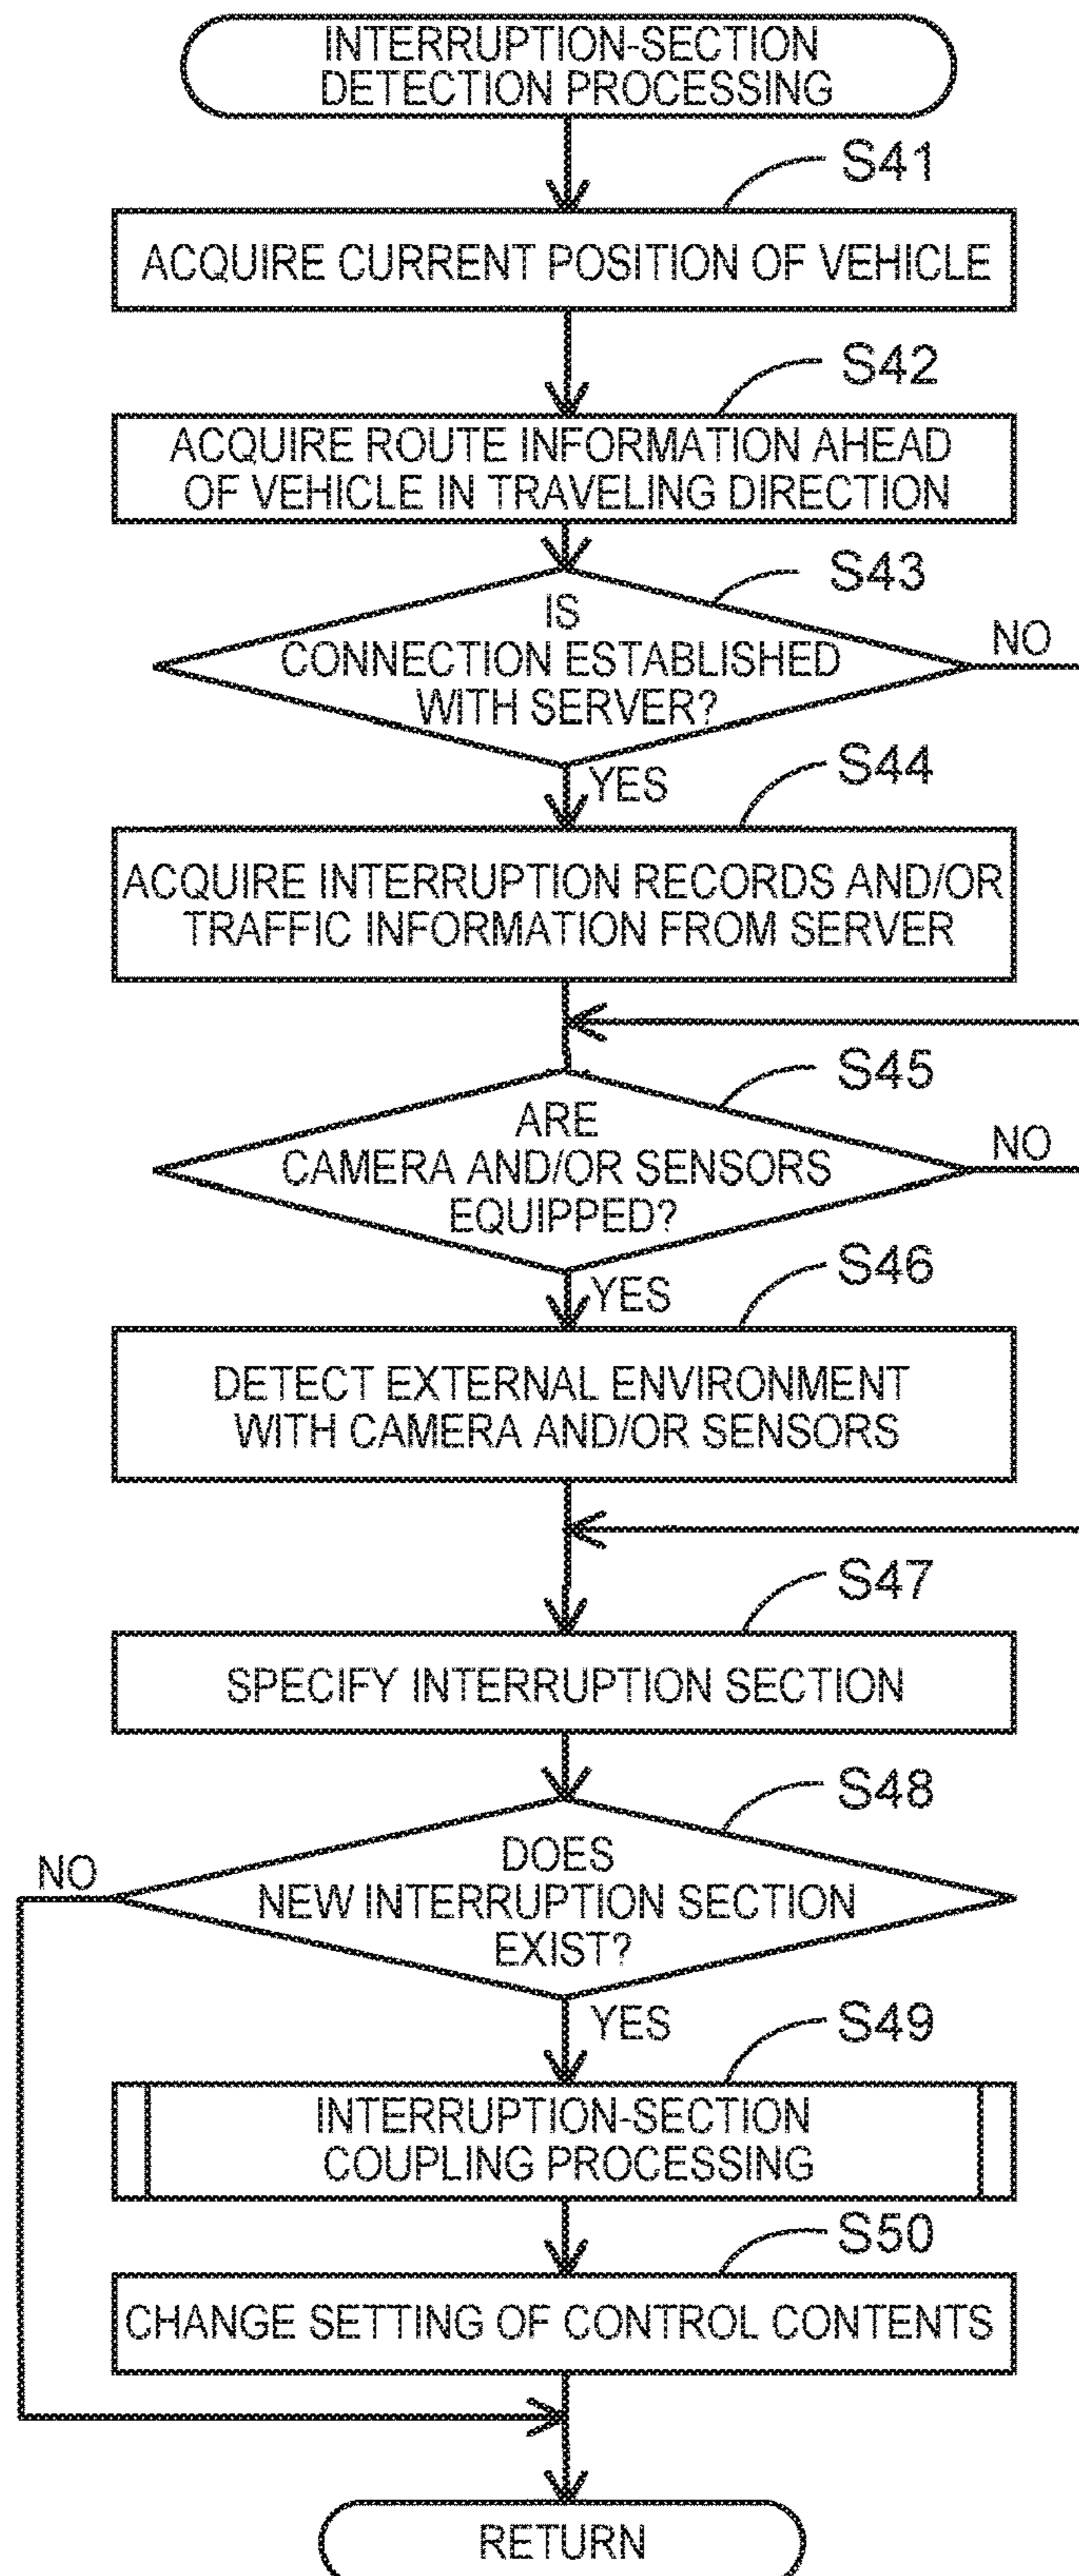 INTERRUPTION-SECTION
DETECTION PROCESSING
S41
ACQUIRE CURRENT POSITION OF VEHICLE
S42
ACQUIRE ROUTE INFORMATION AHEAD
OF VEHICLE IN TRAVELING DIRECTION
S43
IS
CONNECTION ESTABLISHED
WITH SERVER?
NO
YES
S44
ACQUIRE INTERRUPTION RECORDS AND/OR
TRAFFIC INFORMATION FROM SERVER
S45
ARE
CAMERA AND/OR SENSORS
EQUIPPED?
NO
YES
S46
DETECT EXTERNAL ENVIRONMENT
WITH CAMERA AND/OR SENSORS
S47
SPECIFY INTERRUPTION SECTION
S48
DOES
NEW INTERRUPTION SECTION
EXIST?
NO
YES
S49
INTERRUPTION-SECTION
COUPLING PROCESSING
S50
CHANGE SETTING OF CONTROL CONTENTS
RETURN